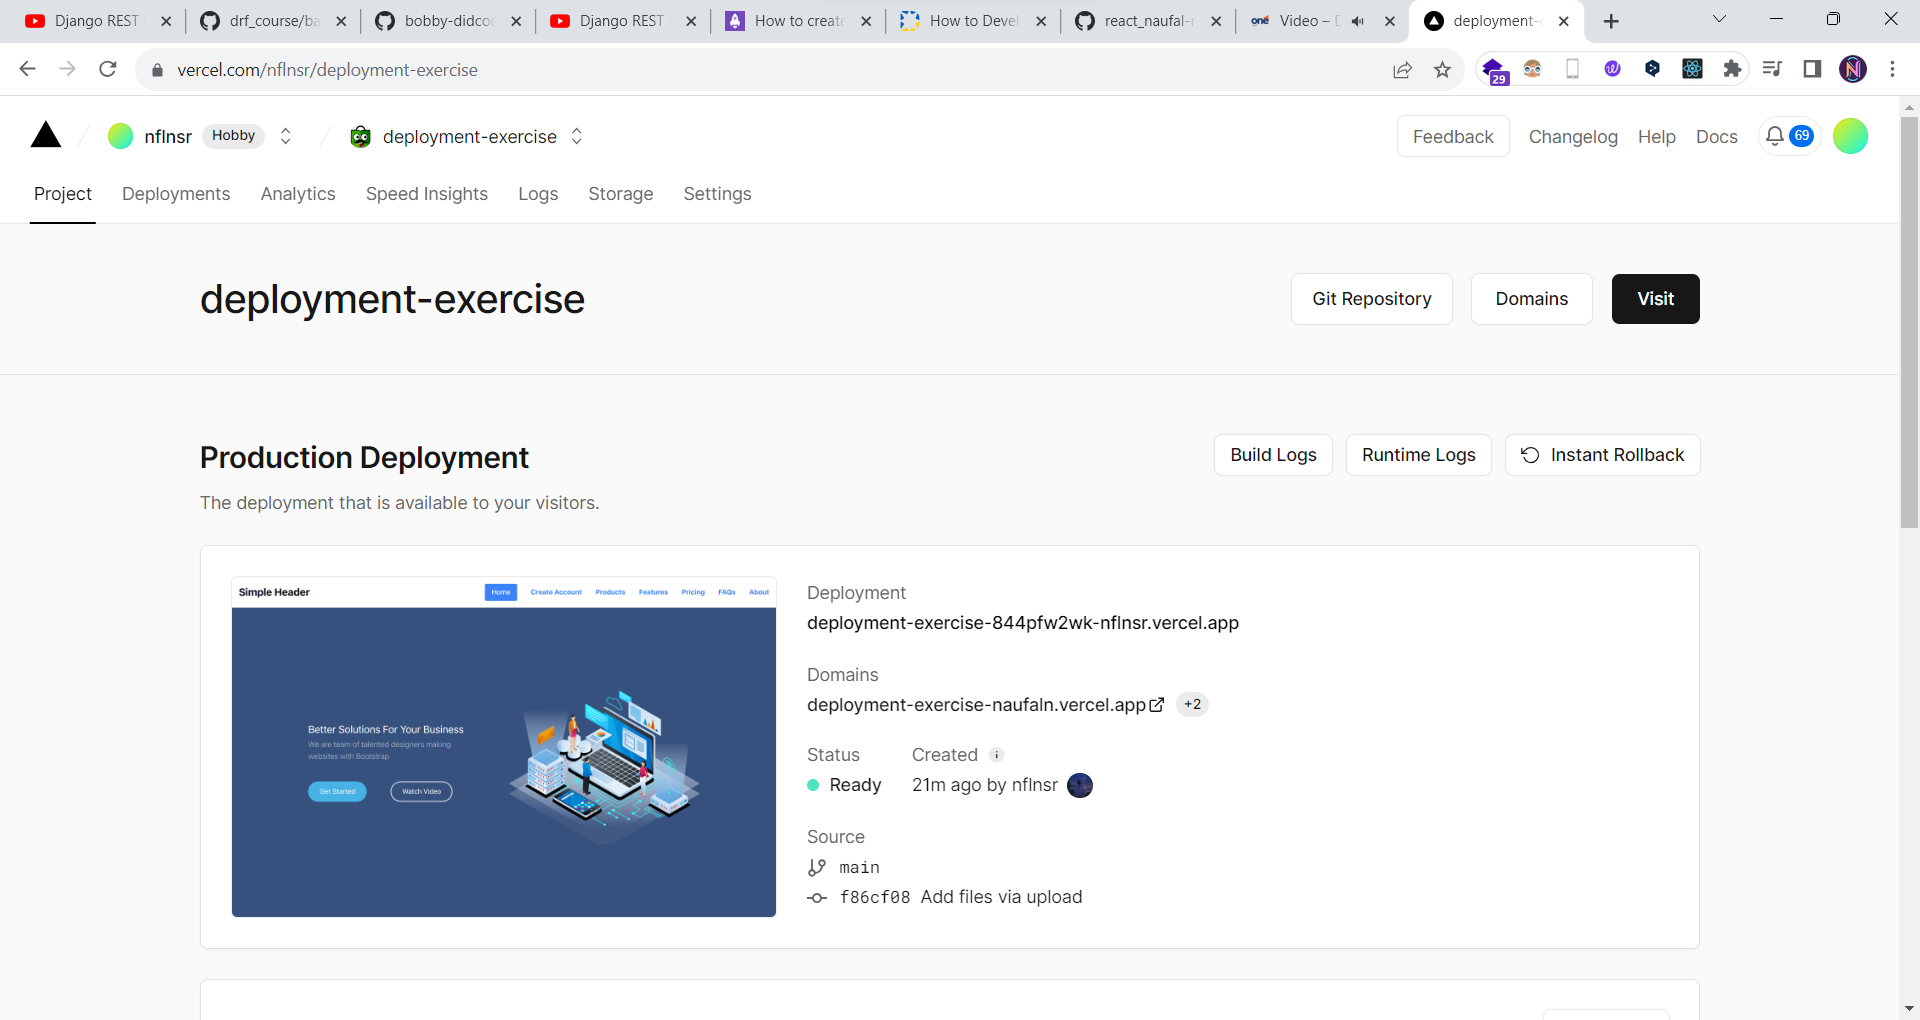 Django REST
drf_course/ba
bobby-didcoo
Django REST
How to create
How to Devel
react_naufal-r
one Video – D
deployment-e
vercel.com/nflnsr/deployment-exercise
29
N
nflnsr Hobby deployment-exercise
Feedback Changelog Help Docs 69
Project Deployments Analytics Speed Insights Logs Storage Settings
deployment-exercise
Git Repository Domains Visit
Production Deployment
Build Logs Runtime Logs Instant Rollback
The deployment that is available to your visitors.
Simple Header
Home Create Account Products Features Pricing FAQs About
Better Solutions For Your Business
We are team of talented designers making
websites with Bootstrap
Get Started Watch Video
Deployment
deployment-exercise-844pfw2wk-nflnsr.vercel.app
Domains
deployment-exercise-naufaln.vercel.app +2
Status Created
Ready 21m ago by nflnsr
Source
main
f86cf08 Add files via upload